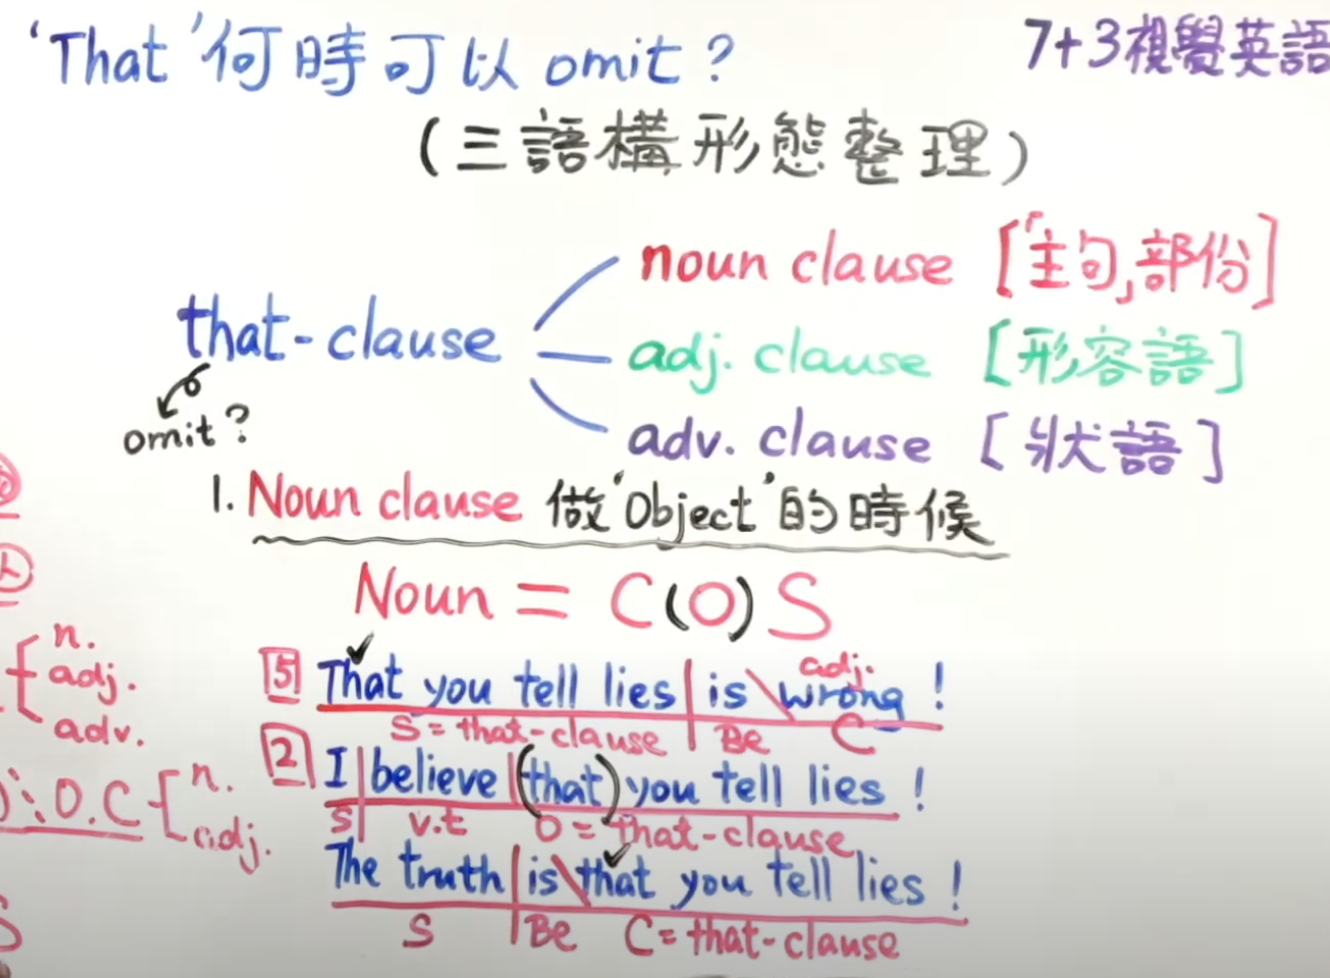 'That' 何時可以 omit ?
7+3視覺英語
(三語構形態整理)
noun clause [「主句」部份]
that-clause
adj. clause [形容語]
omit ?
adv. clause [狀語]
1. Noun clause 做 'Object' 的時候
Noun = C(O)S
n.
adj.
adv.
O.C
n.
adj.
S
adj.
5 That you tell lies | is \ wrong !
S = that-clause | Be C
2 I | believe | (that) you tell lies !
S | v.t O = that-clause
The truth | is \ that you tell lies !
S | Be C = that-clause